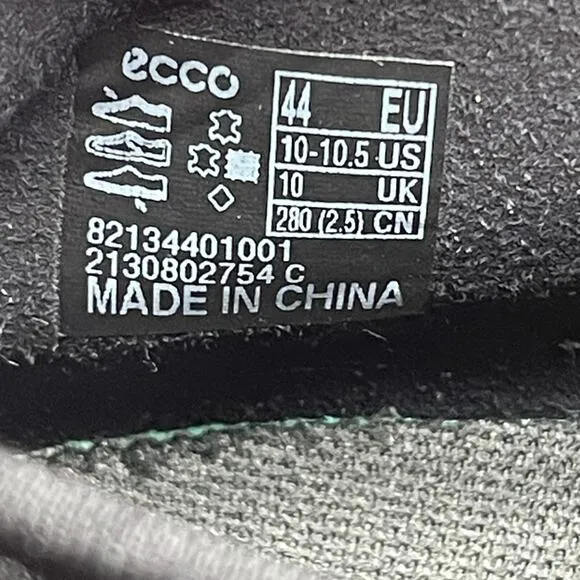 ecco
44 EU
10-10.5 US
10 UK
280 (2.5) CN
82134401001
2130802754 C
MADE IN CHINA